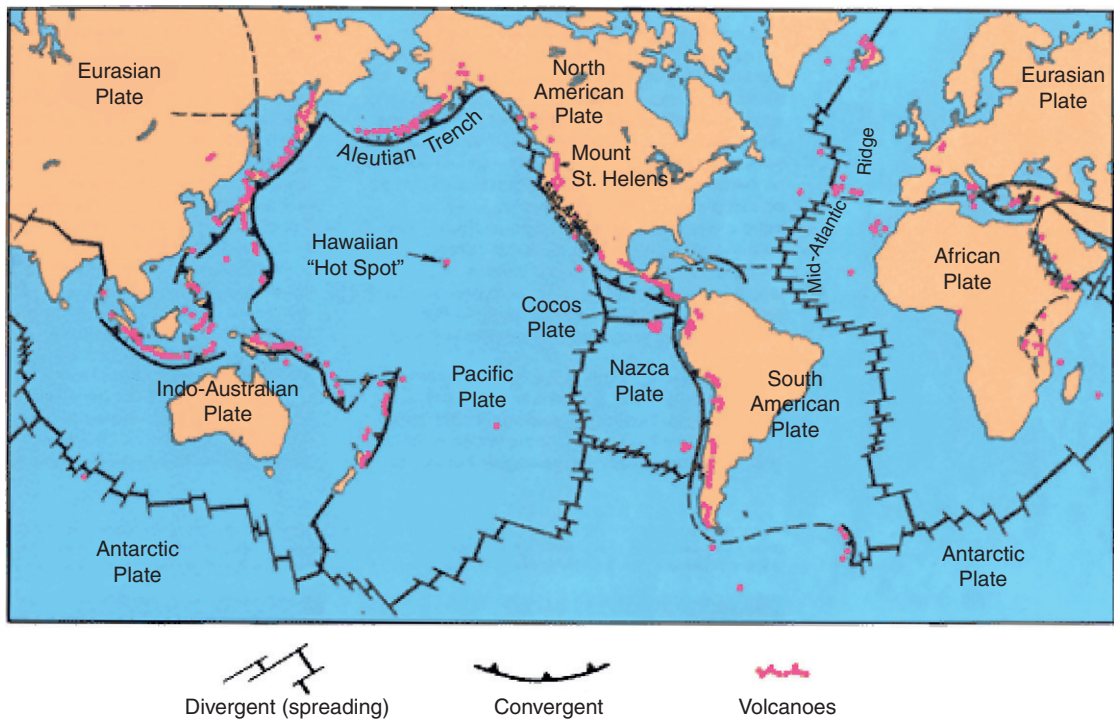 Eurasian
Plate
North
American
Plate
Eurasian
Plate
Aleutian Trench
Mount
St. Helens
Ridge
Mid-Atlantic
San Andreas
Hawaiian
"Hot Spot"
African
Plate
Cocos
Plate
Indo-Australian
Plate
Pacific
Plate
Nazca
Plate
South
American
Plate
Antarctic
Plate
Antarctic
Plate
Divergent (spreading)
Convergent
Volcanoes